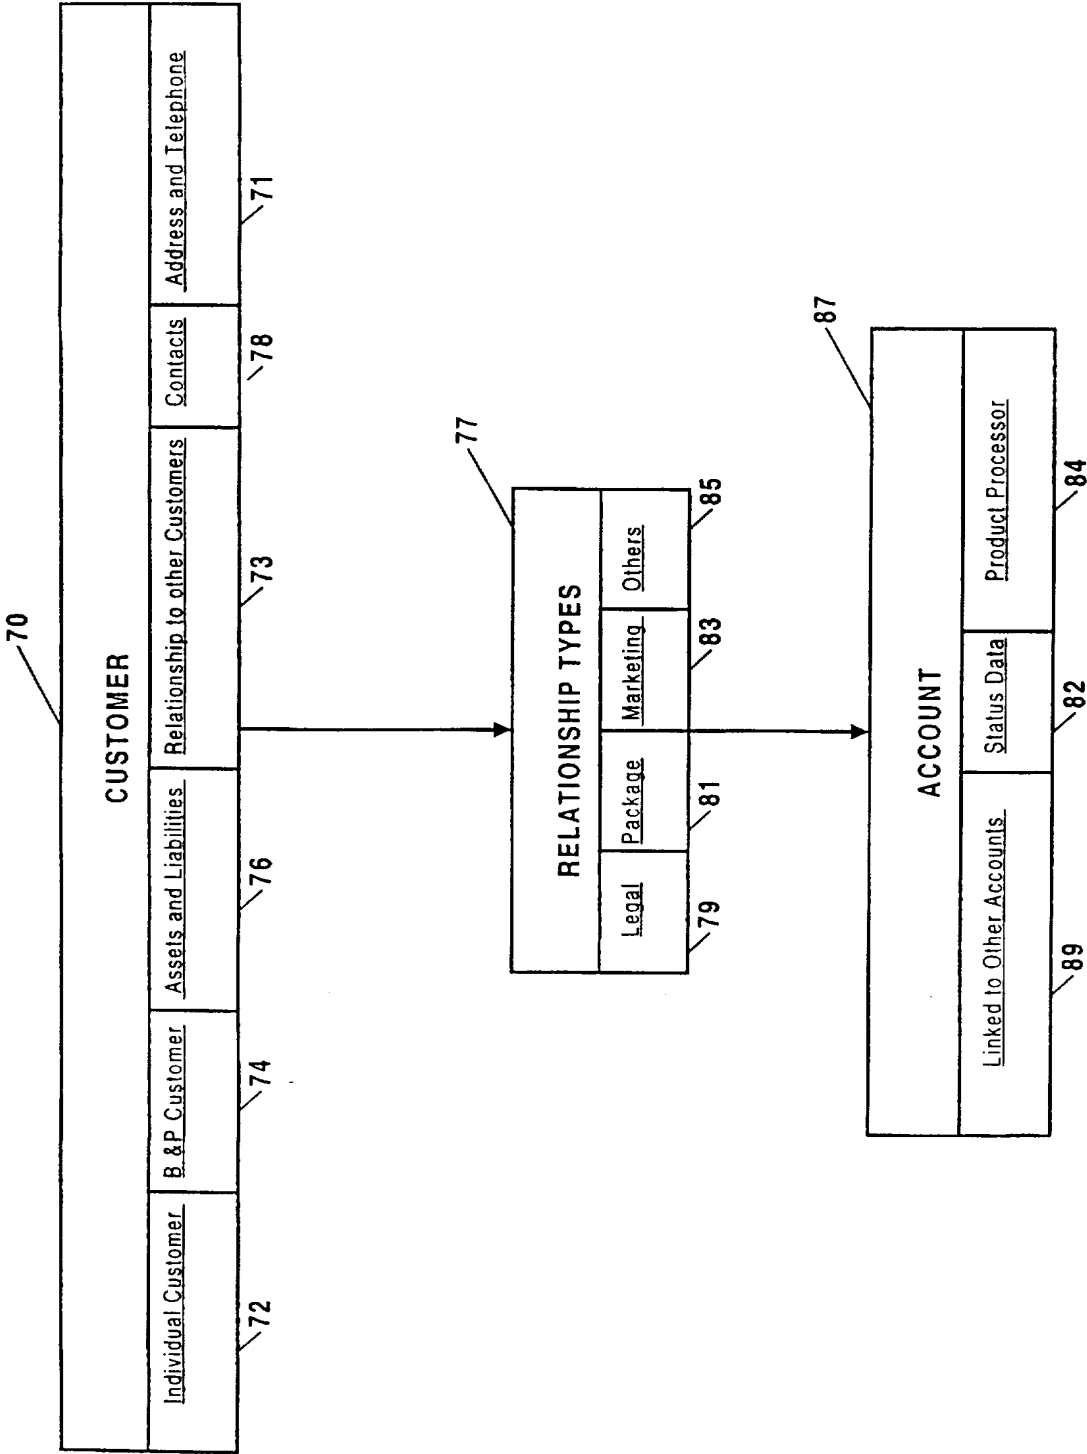 70
CUSTOMER
Individual Customer
B &P Customer
Assets and Liabilities
Relationship to other Customers
Contacts
Address and Telephone
72
74
76
73
78
71
77
RELATIONSHIP TYPES
Legal
Package
Marketing
Others
79
81
83
85
87
ACCOUNT
Linked to Other Accounts
Status Data
Product Processor
89
82
84